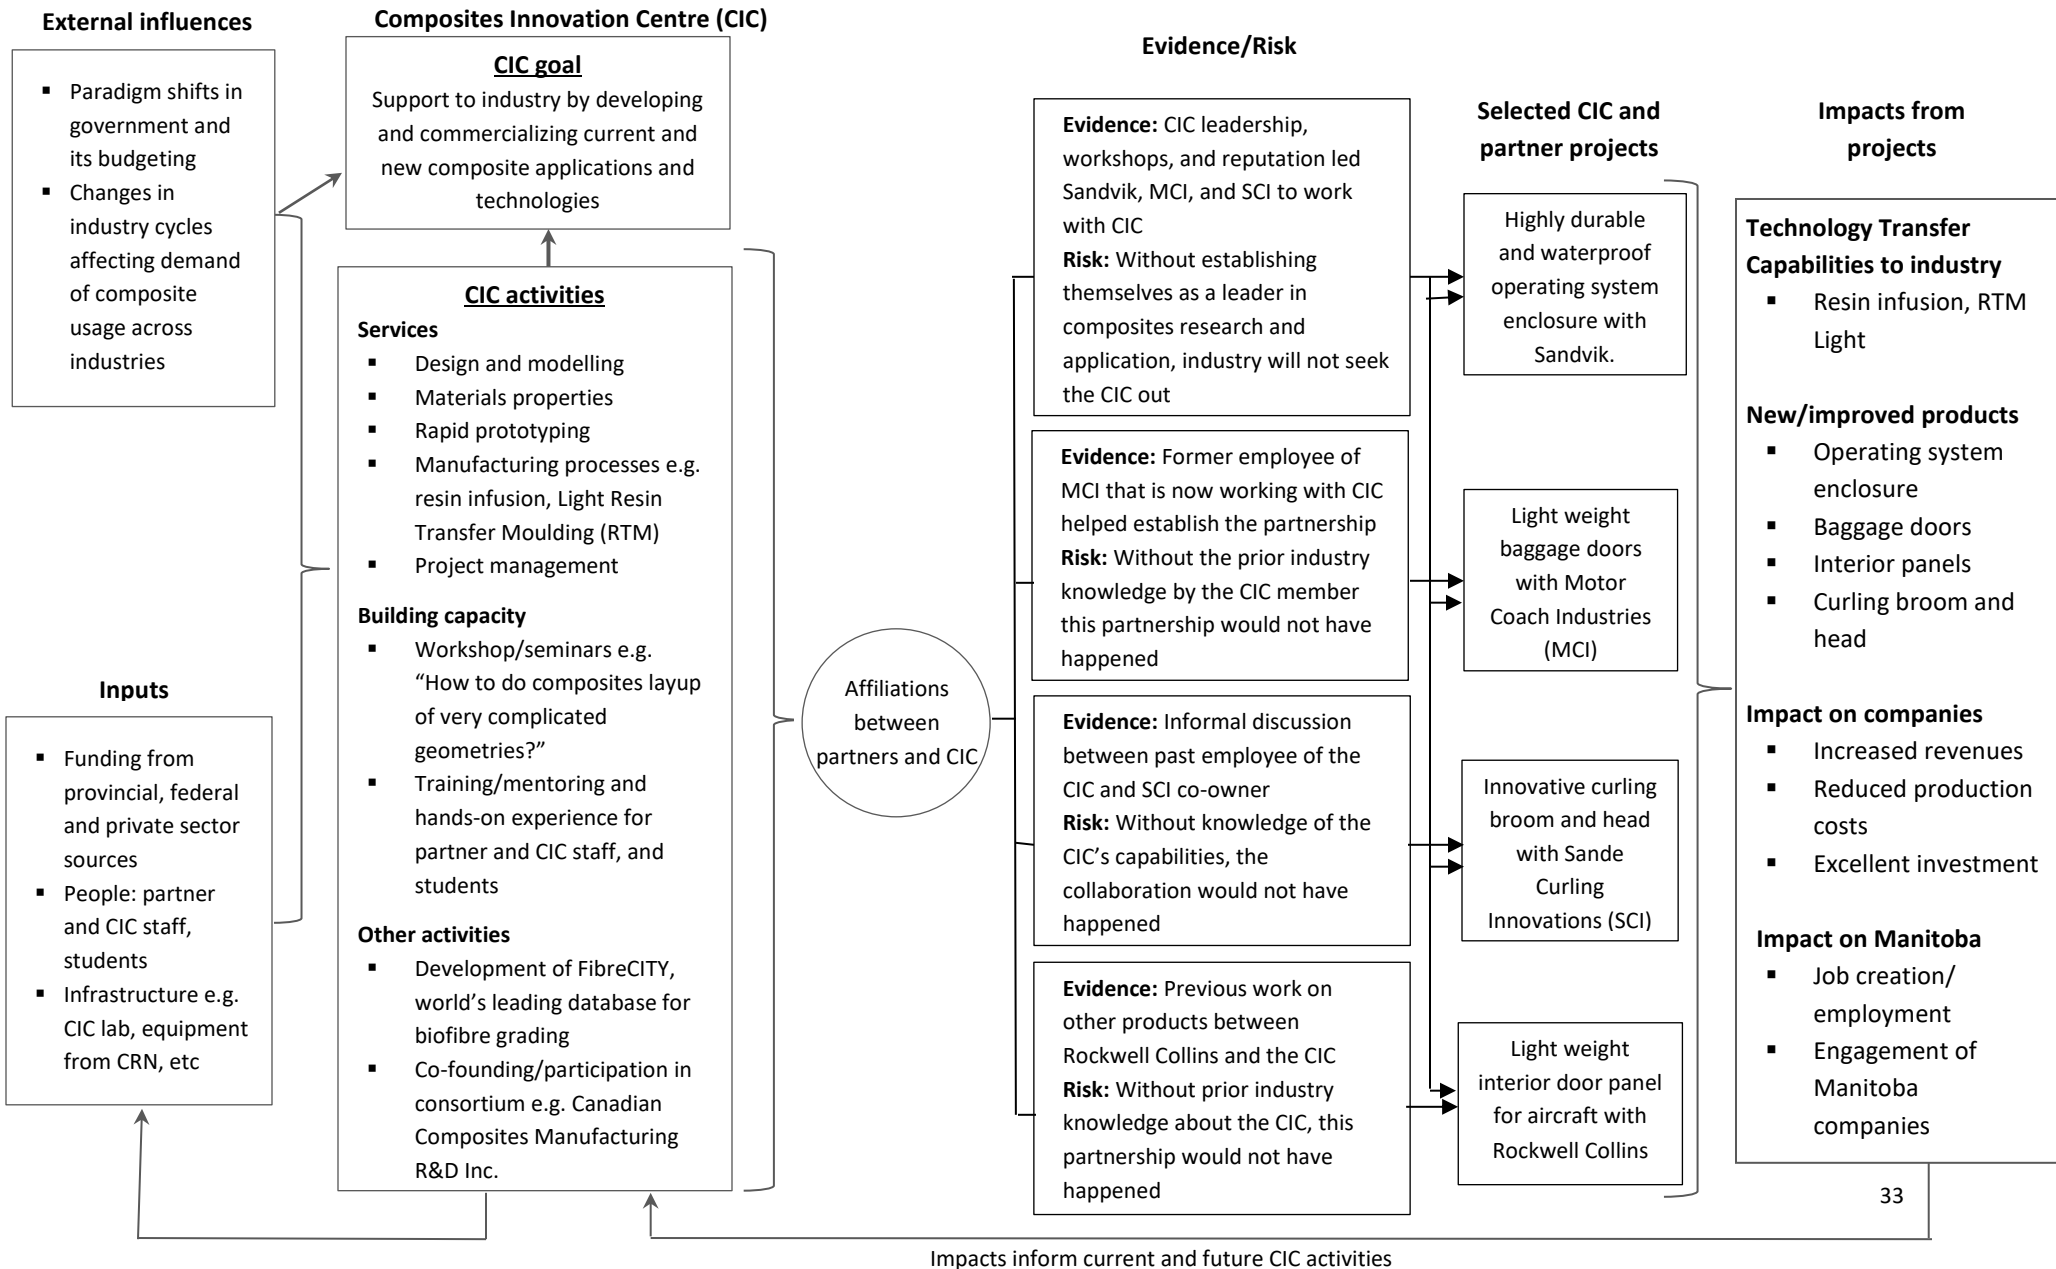 External influences
▪ Paradigm shifts in
government and
its budgeting
▪ Changes in
industry cycles
affecting demand
of composite
usage across
industries
Inputs
▪ Funding from
provincial, federal
and private sector
sources
▪ People: partner
and CIC staff,
students
▪ Infrastructure e.g.
CIC lab, equipment
from CRN, etc
Composites Innovation Centre (CIC)
CIC goal
Support to industry by developing
and commercializing current and
new composite applications and
technologies
CIC activities
Services
▪ Design and modelling
▪ Materials properties
▪ Rapid prototyping
▪ Manufacturing processes e.g.
resin infusion, Light Resin
Transfer Moulding (RTM)
▪ Project management
Building capacity
▪ Workshop/seminars e.g.
“How to do composites layup
of very complicated
geometries?”
▪ Training/mentoring and
hands-on experience for
partner and CIC staff, and
students
Other activities
▪ Development of FibreCITY,
world’s leading database for
biofibre grading
▪ Co-founding/participation in
consortium e.g. Canadian
Composites Manufacturing
R&D Inc.
Affiliations
between
partners and CIC
Evidence/Risk
Evidence: CIC leadership,
workshops, and reputation led
Sandvik, MCI, and SCI to work
with CIC
Risk: Without establishing
themselves as a leader in
composites research and
application, industry will not seek
the CIC out
Evidence: Former employee of
MCI that is now working with CIC
helped establish the partnership
Risk: Without the prior industry
knowledge by the CIC member
this partnership would not have
happened
Evidence: Informal discussion
between past employee of the
CIC and SCI co-owner
Risk: Without knowledge of the
CIC’s capabilities, the
collaboration would not have
happened
Evidence: Previous work on
other products between
Rockwell Collins and the CIC
Risk: Without prior industry
knowledge about the CIC, this
partnership would not have
happened
Selected CIC and
partner projects
Highly durable
and waterproof
operating system
enclosure with
Sandvik.
Light weight
baggage doors
with Motor
Coach Industries
(MCI)
Innovative curling
broom and head
with Sande
Curling
Innovations (SCI)
Light weight
interior door panel
for aircraft with
Rockwell Collins
Impacts from
projects
Technology Transfer
Capabilities to industry
▪ Resin infusion, RTM
Light
New/improved products
▪ Operating system
enclosure
▪ Baggage doors
▪ Interior panels
▪ Curling broom and
head
Impact on companies
▪ Increased revenues
▪ Reduced production
costs
▪ Excellent investment
Impact on Manitoba
▪ Job creation/
employment
▪ Engagement of
Manitoba
companies
33
Impacts inform current and future CIC activities